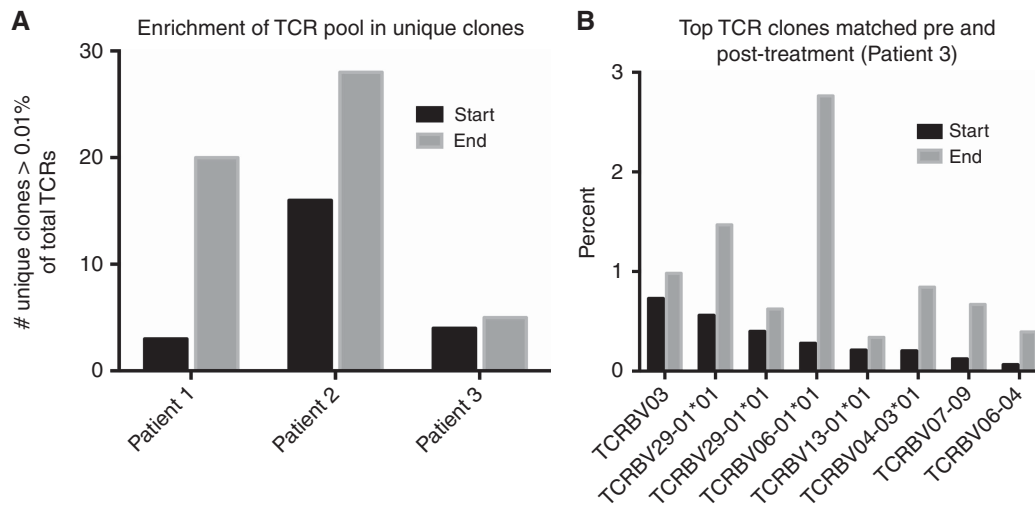 A
Enrichment of TCR pool in unique clones
# unique clones > 0.01%
of total TCRs
30
20
10
0
Start
End
Patient 1
Patient 2
Patient 3
B
Top TCR clones matched pre and
post-treatment (Patient 3)
Percent
3
2
1
0
Start
End
TCRBV03
TCRBV29-01*01
TCRBV29-01*01
TCRBV06-01*01
TCRBV13-01*01
TCRBV04-03*01
TCRBV07-09
TCRBV06-04